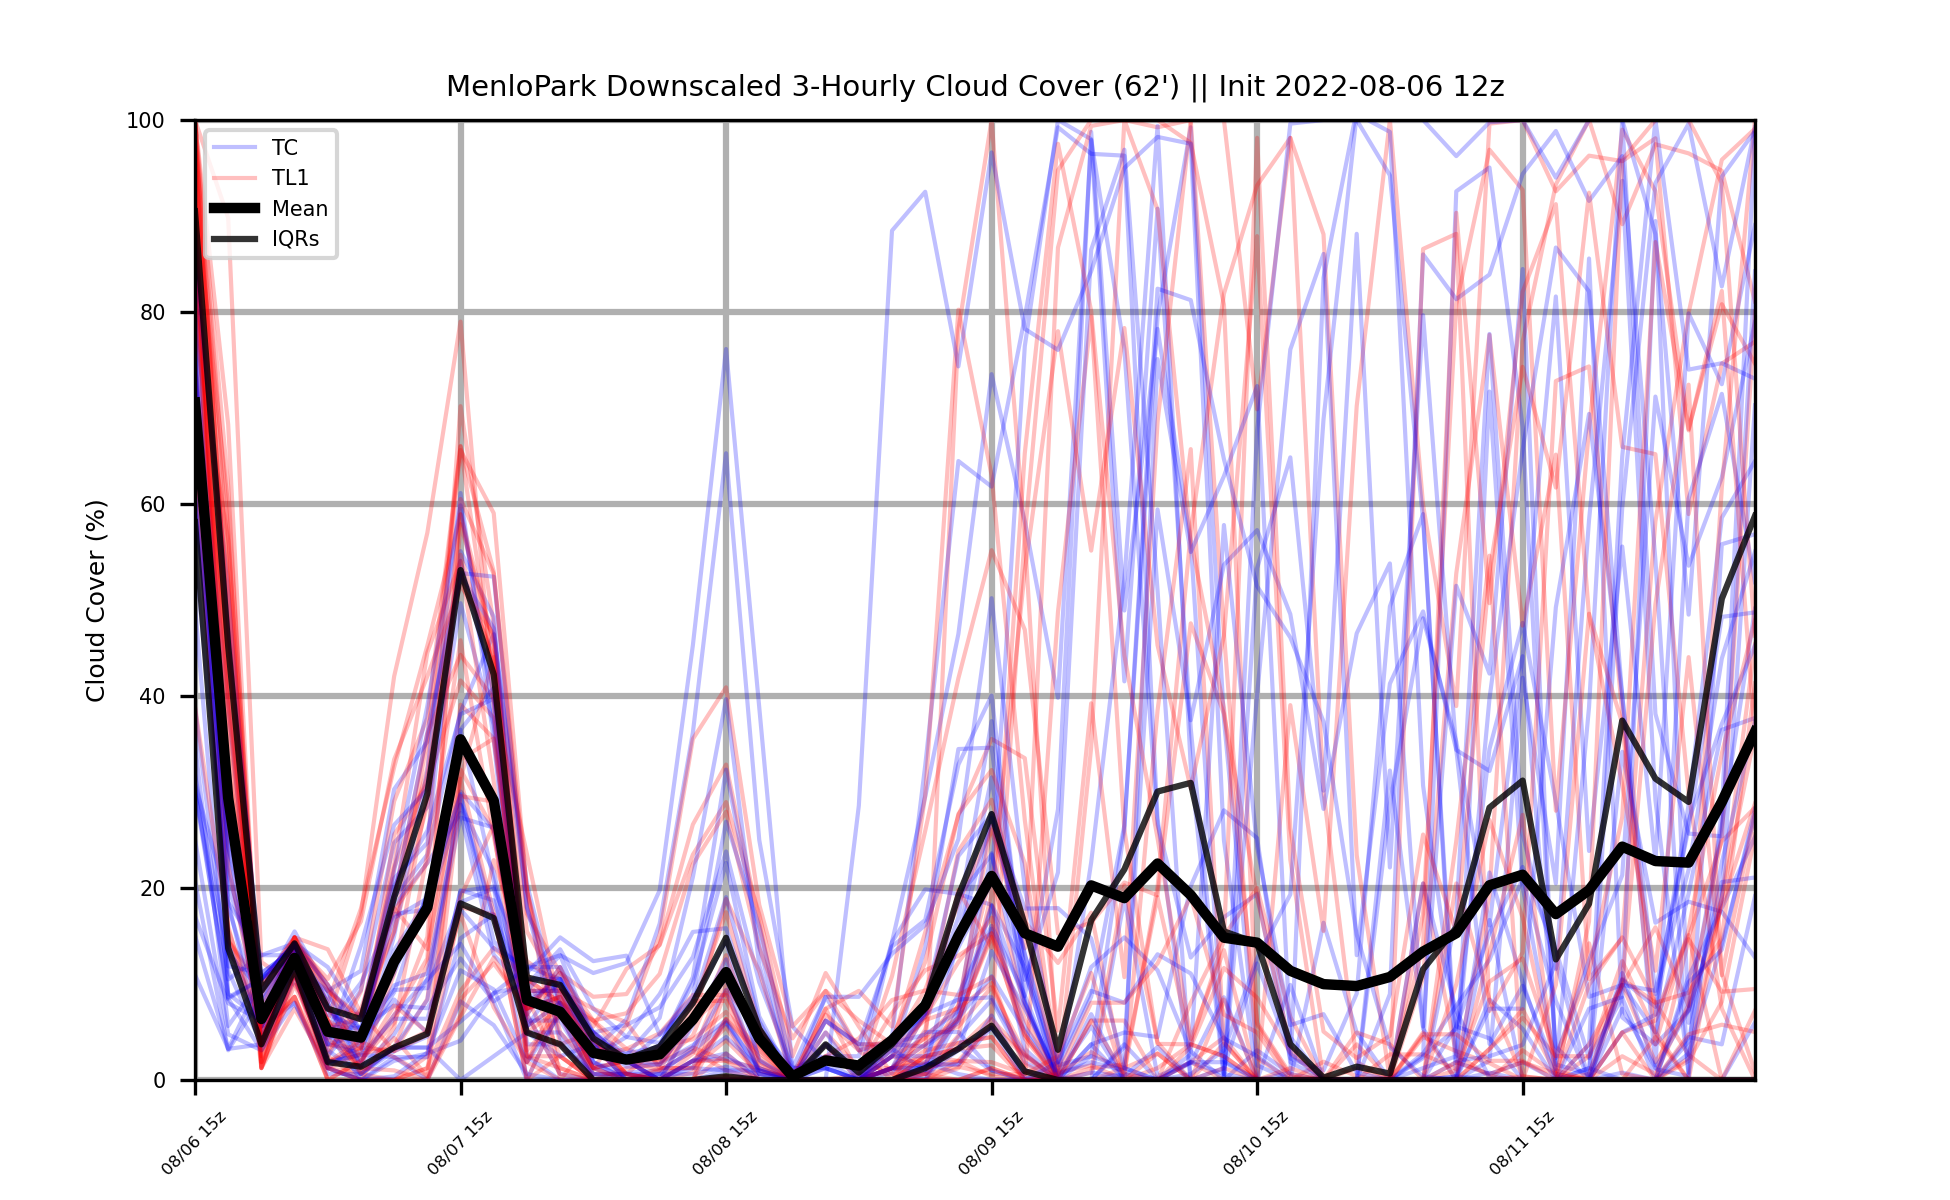 MenloPark Downscaled 3-Hourly Cloud Cover (62') || Init 2022-08-06 12z
100
80
60
40
20
0
Cloud Cover (%)
TC
TL1
Mean
IQRs
08/06 15z
08/07 15z
08/08 15z
08/09 15z
08/10 15z
08/11 15z